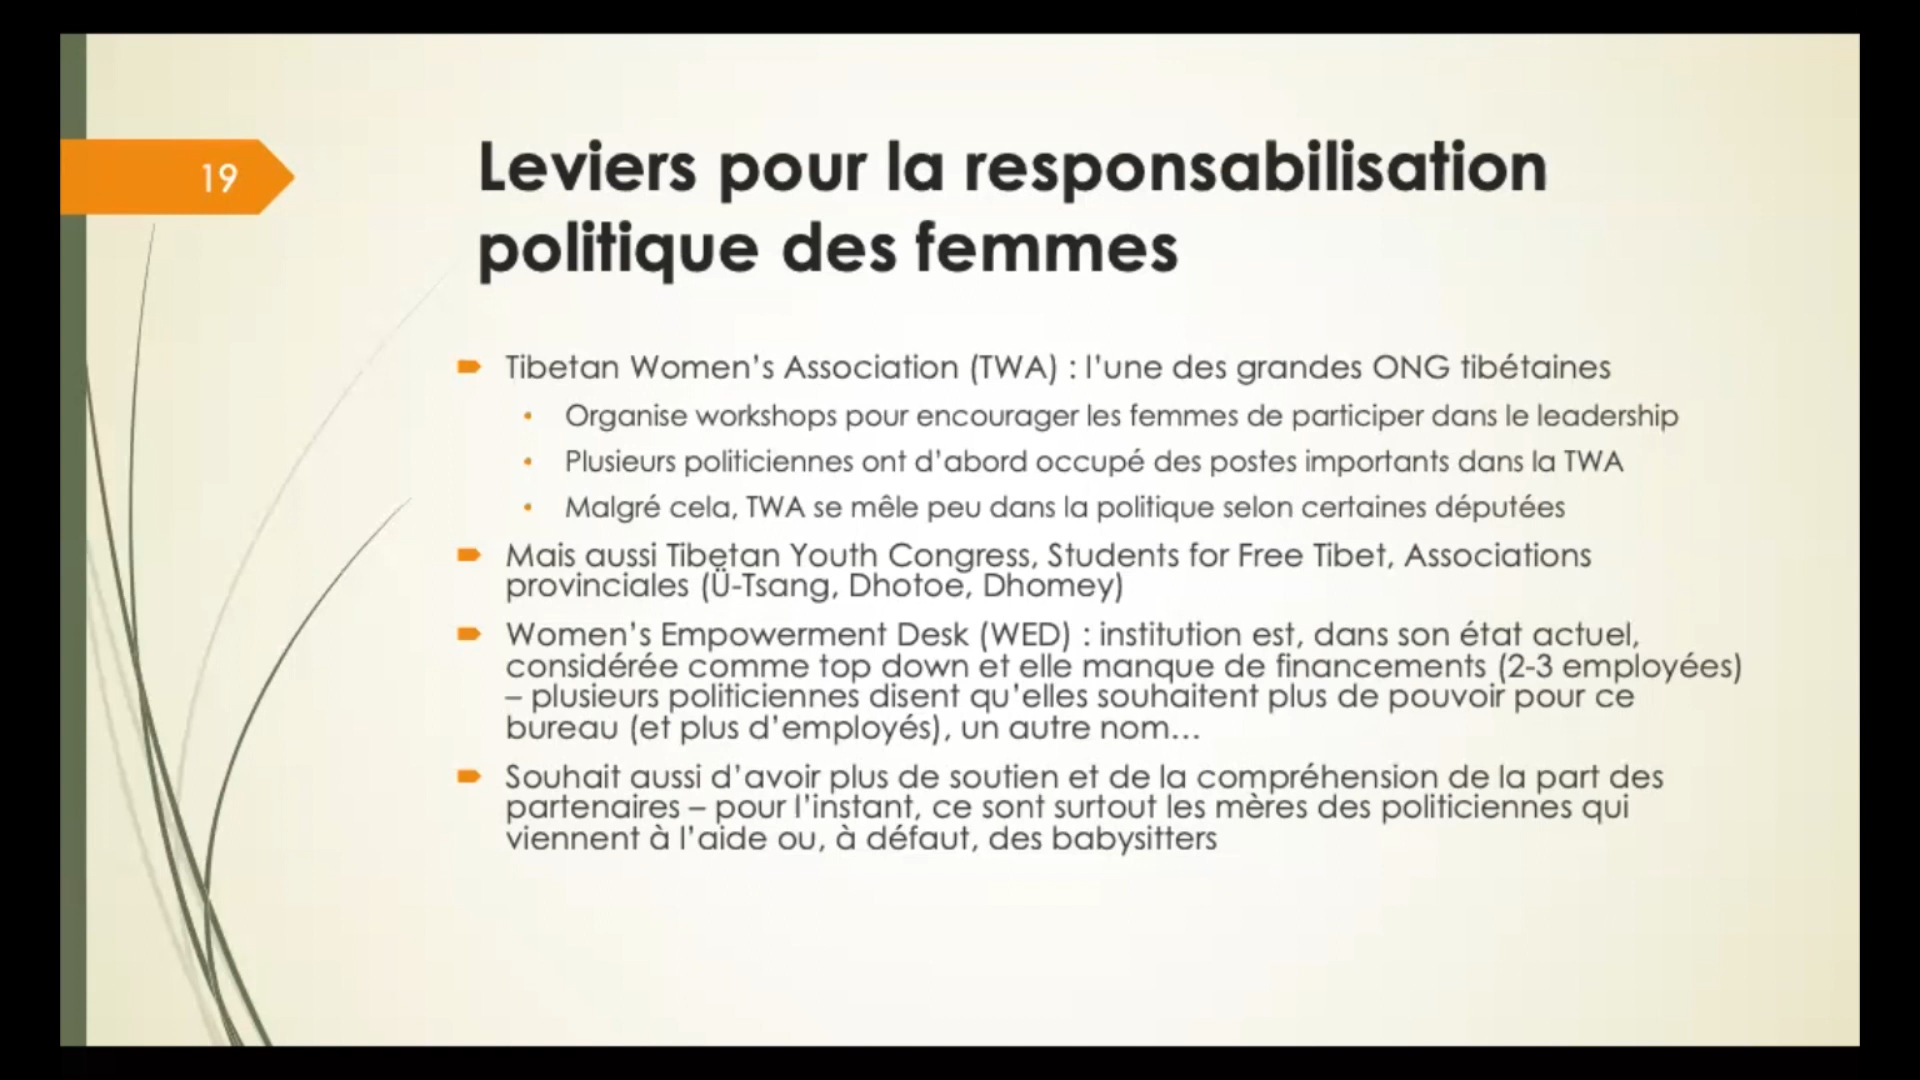 19
Leviers pour la responsabilisation
politique des femmes
Tibetan Women's Association (TWA) : l'une des grandes ONG tibétaines
Organise workshops pour encourager les femmes de participer dans le leadership
Plusieurs politiciennes ont d'abord occupé des postes importants dans la TWA
Malgré cela, TWA se mêle peu dans la politique selon certaines députées
Mais aussi Tibetan Youth Congress, Students for Free Tibet, Associations
provinciales (Ü-Tsang, Dhotoe, Dhomey)
Women's Empowerment Desk (WED) : institution est, dans son état actuel,
considérée comme top down et elle manque de financements (2-3 employées)
– plusieurs politiciennes disent qu'elles souhaitent plus de pouvoir pour ce
bureau (et plus d'employés), un autre nom…
Souhait aussi d'avoir plus de soutien et de la compréhension de la part des
partenaires – pour l'instant, ce sont surtout les mères des politiciennes qui
viennent à l'aide ou, à défaut, des babysitters